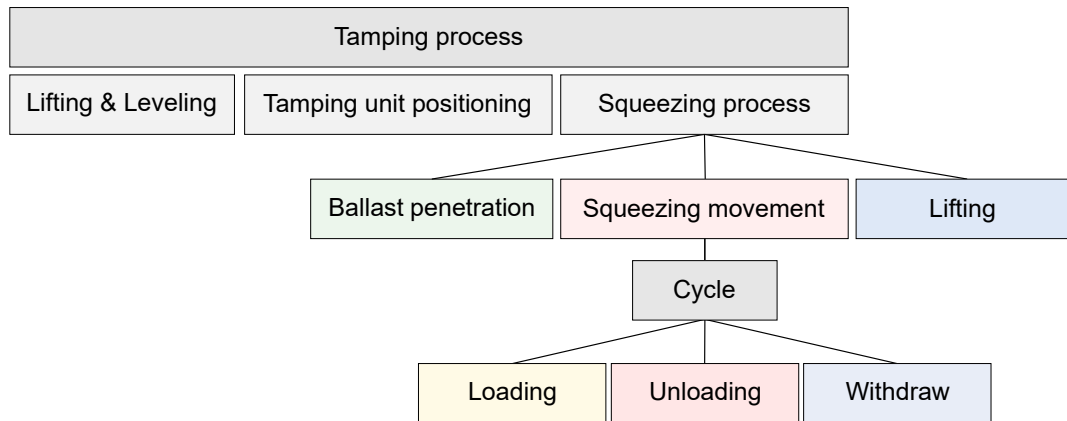 Tamping process
Lifting & Leveling
Tamping unit positioning
Squeezing process
Ballast penetration
Squeezing movement
Lifting
Cycle
Loading
Unloading
Withdraw